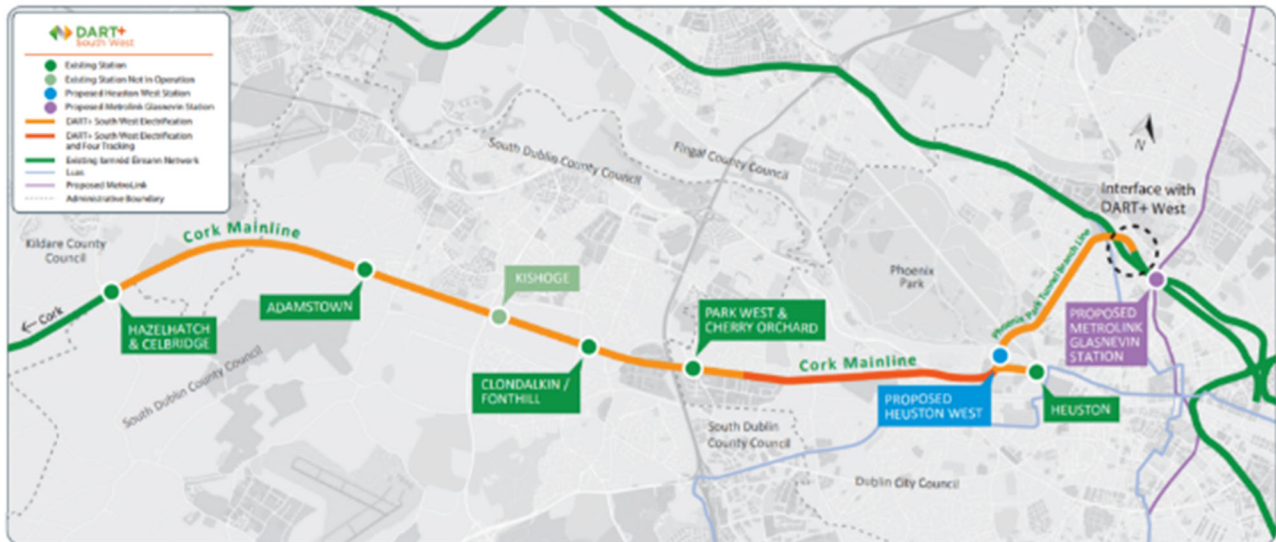 DART+
South West
Existing Station
Existing Station Not In Operation
Proposed Heuston West Station
Proposed Metrolink Glasnevin Station
DART+ South West Electrification
DART+ South West Electrification
and Four Tracking
Existing Iarnród Éireann Network
Luas
Proposed MetroLink
Administrative Boundary
South Dublin County Council
Fingal County Council
N
Interface with
DART+ West
Kildare County
Council
Cork Mainline
Cork
HAZELHATCH
& CELBRIDGE
ADAMSTOWN
KISHOGE
CLONDALKIN /
FONTHILL
PARK WEST &
CHERRY ORCHARD
Phoenix
Park
Phoenix Park Tunnel Branch Line
PROPOSED
METROLINK
GLASNEVIN
STATION
Cork Mainline
PROPOSED
HEUSTON WEST
HEUSTON
South Dublin County Council
South Dublin
County Council
Dublin City Council